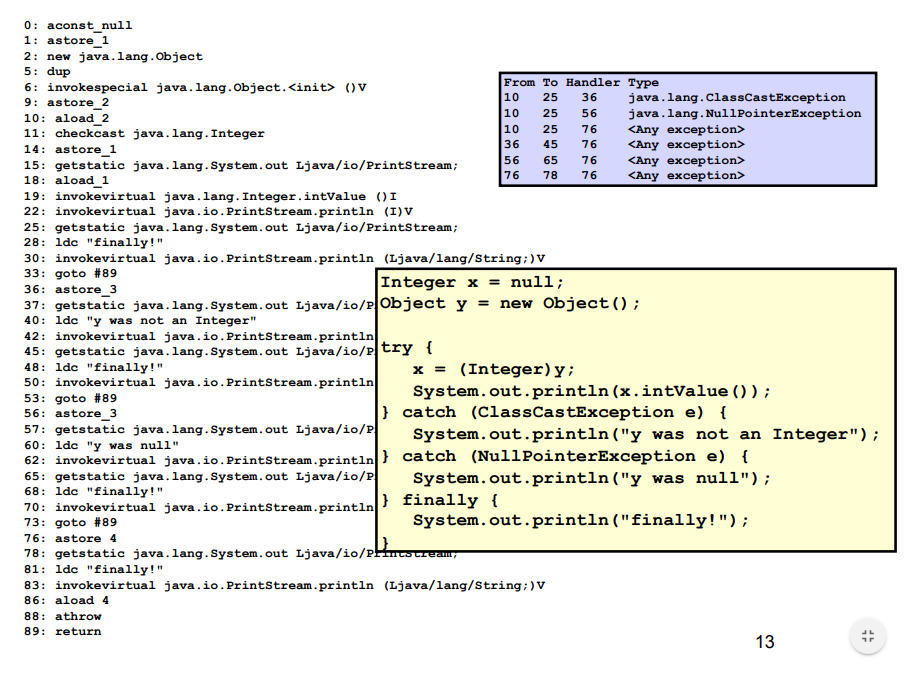 0: aconst_null
1: astore_1
2: new java.lang.Object
5: dup
6: invokespecial java.lang.Object.<init> ()V
9: astore_2
10: aload_2
11: checkcast java.lang.Integer
14: astore_1
15: getstatic java.lang.System.out Ljava/io/PrintStream;
18: aload_1
19: invokevirtual java.lang.Integer.intValue ()I
22: invokevirtual java.io.PrintStream.println (I)V
25: getstatic java.lang.System.out Ljava/io/PrintStream;
28: ldc "finally!"
30: invokevirtual java.io.PrintStream.println (Ljava/lang/String;)V
33: goto #89
36: astore_3
37: getstatic java.lang.System.out Ljava/io/P
40: ldc "y was not an Integer"
42: invokevirtual java.io.PrintStream.println
45: getstatic java.lang.System.out Ljava/io/P
48: ldc "finally!"
50: invokevirtual java.io.PrintStream.println
53: goto #89
56: astore_3
57: getstatic java.lang.System.out Ljava/io/P
60: ldc "y was null"
62: invokevirtual java.io.PrintStream.println
65: getstatic java.lang.System.out Ljava/io/P
68: ldc "finally!"
70: invokevirtual java.io.PrintStream.println
73: goto #89
76: astore 4
78: getstatic java.lang.System.out Ljava/io/PrintStream;
81: ldc "finally!"
83: invokevirtual java.io.PrintStream.println (Ljava/lang/String;)V
86: aload 4
88: athrow
89: return
From To Handler Type
10 25 36 java.lang.ClassCastException
10 25 56 java.lang.NullPointerException
10 25 76 <Any exception>
36 45 76 <Any exception>
56 65 76 <Any exception>
76 78 76 <Any exception>
Integer x = null;
Object y = new Object();
try {
x = (Integer)y;
System.out.println(x.intValue());
} catch (ClassCastException e) {
System.out.println("y was not an Integer");
} catch (NullPointerException e) {
System.out.println("y was null");
} finally {
System.out.println("finally!");
}
13